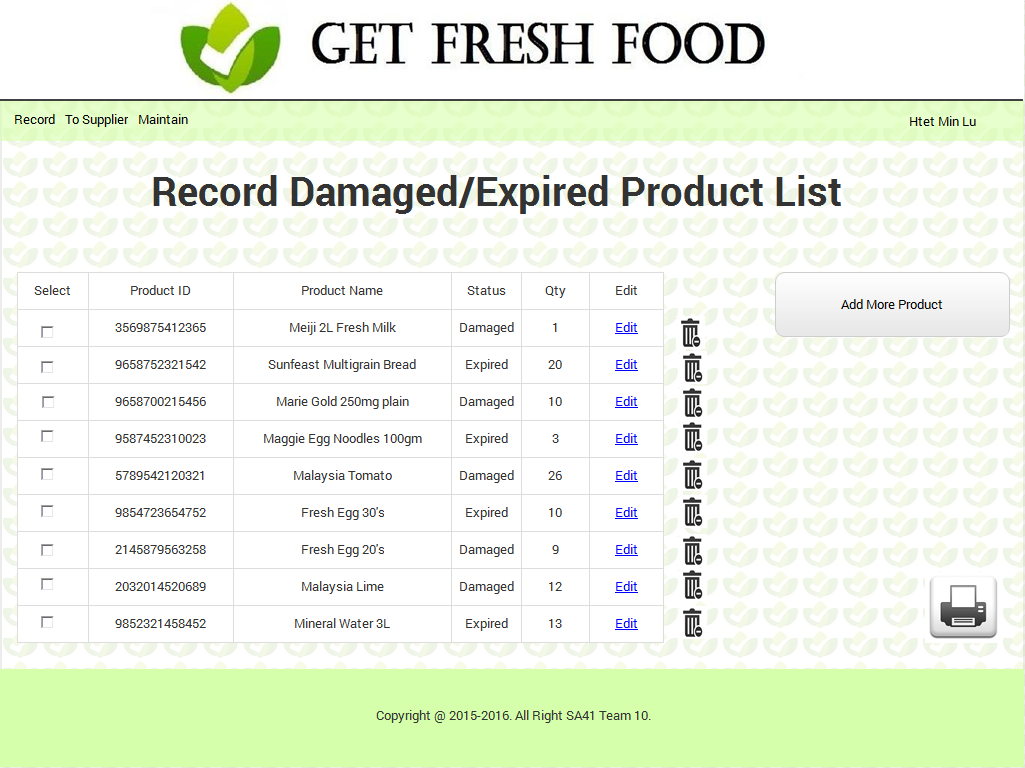 GET FRESH FOOD
Record To Supplier Maintain Htet Min Lu
Record Damaged/Expired Product List
Select Product ID Product Name Status Qty Edit
Add More Product
3569875412365 Meiji 2L Fresh Milk Damaged 1 Edit
9658752321542 Sunfeast Multigrain Bread Expired 20 Edit
9658700215456 Marie Gold 250mg plain Damaged 10 Edit
9587452310023 Maggie Egg Noodles 100gm Expired 3 Edit
5789542120321 Malaysia Tomato Damaged 26 Edit
9854723654752 Fresh Egg 30's Expired 10 Edit
2145879563258 Fresh Egg 20's Damaged 9 Edit
2032014520689 Malaysia Lime Damaged 12 Edit
9852321458452 Mineral Water 3L Expired 13 Edit
Copyright @ 2015-2016. All Right SA41 Team 10.